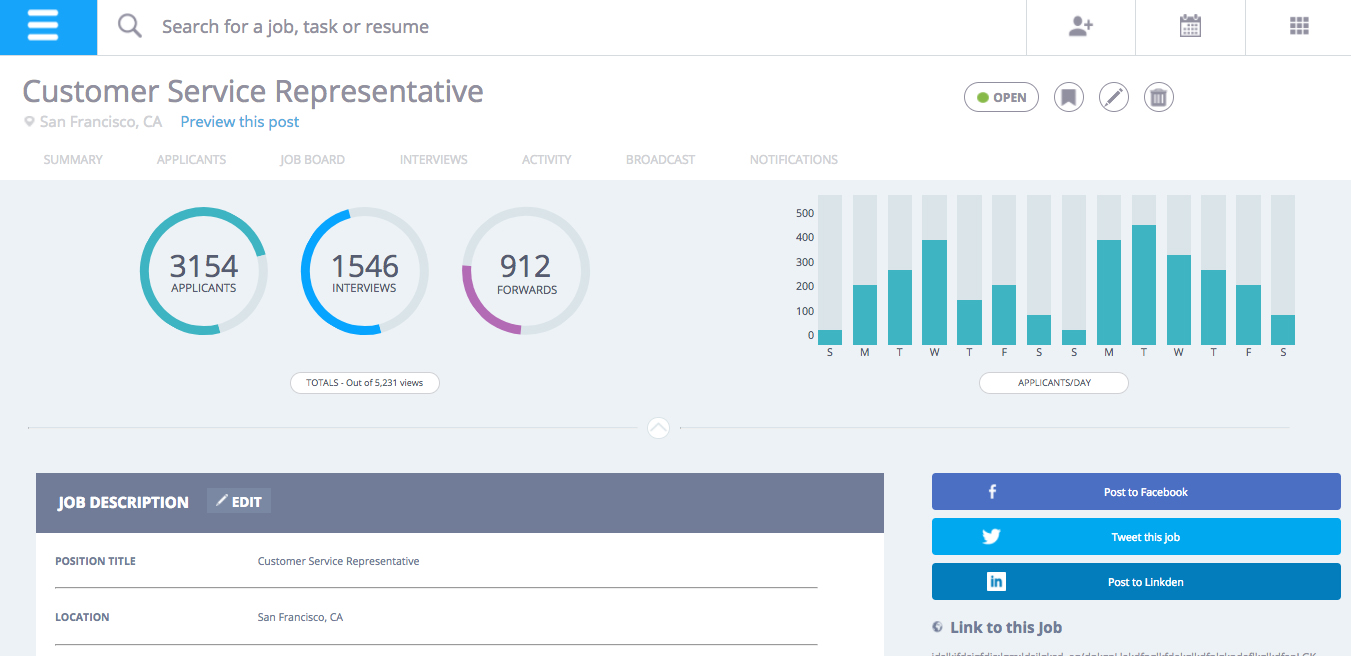 Search for a job, task or resume
Customer Service Representative
OPEN
San Francisco, CA Preview this post
SUMMARY APPLICANTS JOB BOARD INTERVIEWS ACTIVITY BROADCAST NOTIFICATIONS
3154
APPLICANTS
1546
INTERVIEWS
912
FORWARDS
TOTALS - Out of 5,231 views
500
400
300
200
100
0
S M T W T F S S M T W T F S
APPLICANTS/DAY
JOB DESCRIPTION EDIT
POSITION TITLE Customer Service Representative
LOCATION San Francisco, CA
f Post to Facebook
Tweet this job
in Post to Linkden
Link to this Job